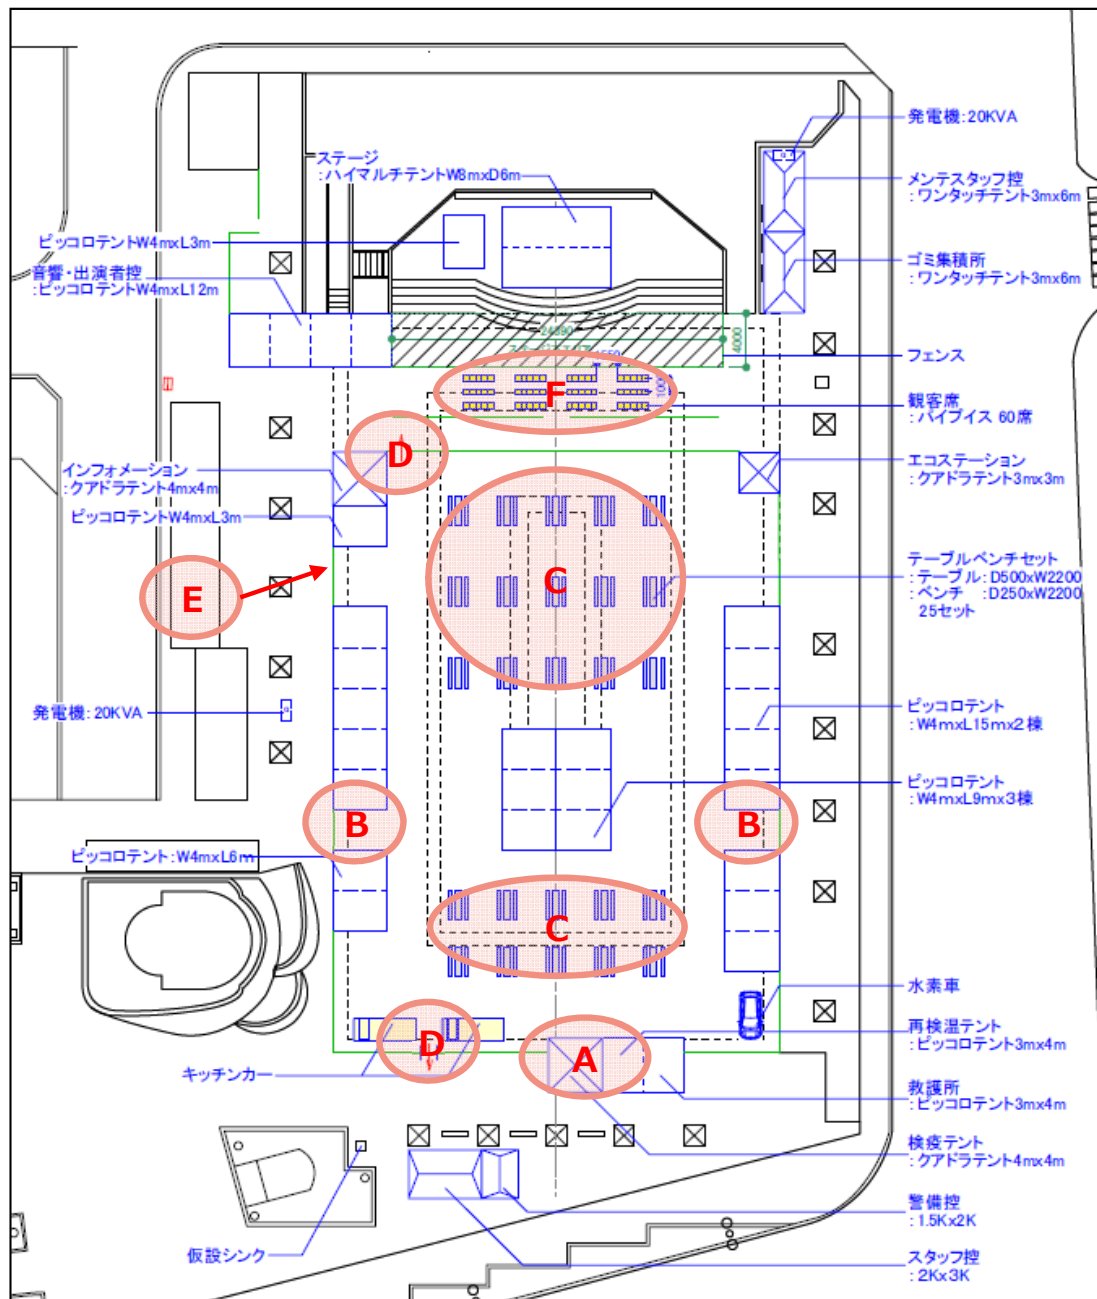 発電機:20KVA
ステージ
:ハイマルチテントW8mxD6m
メンテスタッフ控
:ワンタッチテント3mx6m
ピッコロテントW4mxL3m
音響・出演者控
:ピッコロテントW4mxL12m
ゴミ集積所
:ワンタッチテント3mx6m
4000
フェンス
F
観客席
:パイプイス 60席
D
インフォメーション
:クアドラテント4mx4m
エコステーション
:クアドラテント3mx3m
ピッコロテントW4mxL3m
C
テーブルベンチセット
:テーブル:D500xW2200
:ベンチ :D250xW2200
25セット
E
発電機:20KVA
ピッコロテント
:W4mxL15mx2棟
ピッコロテント
:W4mxL9mx3棟
B
B
ピッコロテント:W4mxL6m
C
水素車
再検温テント
:ピッコロテント3mx4m
D
A
キッチンカー
救護所
:ピッコロテント3mx4m
検疫テント
:クアドラテント4mx4m
警備控
:1.5Kx2K
仮設シンク
スタッフ控
:2Kx3K